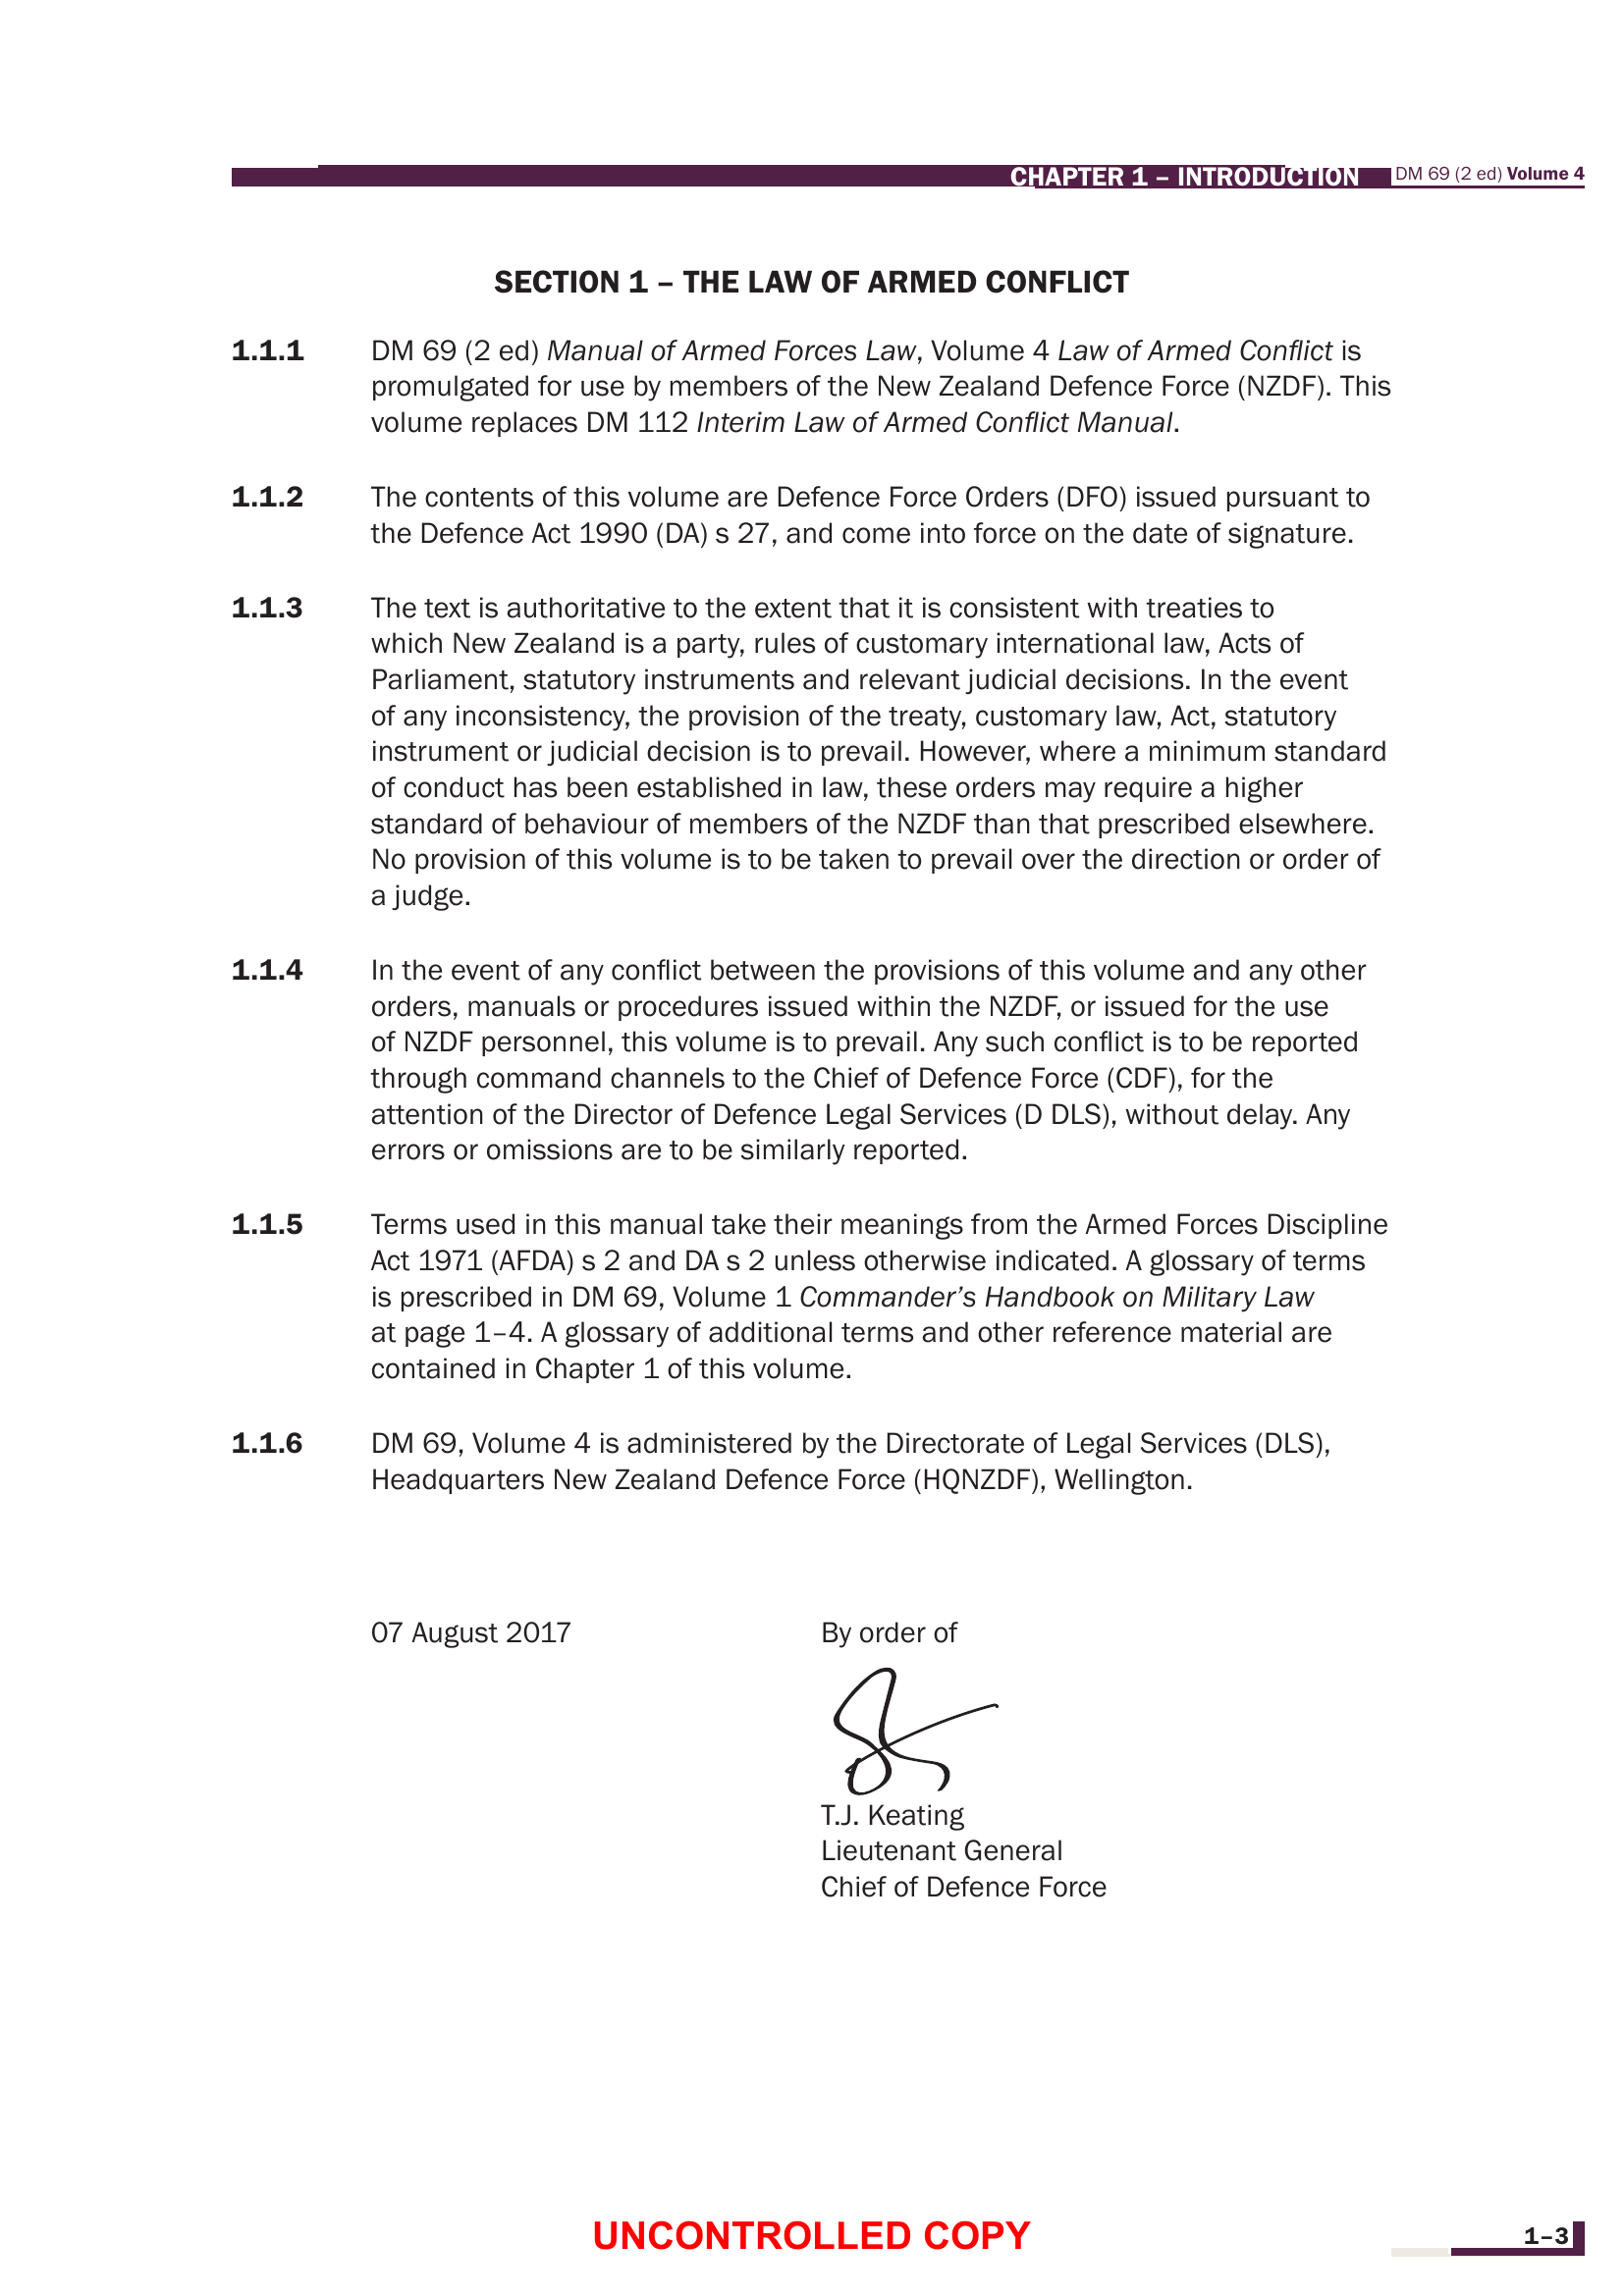 CHAPTER 1 – INTRODUCTION DM 69 (2 ed) Volume 4
SECTION 1 – THE LAW OF ARMED CONFLICT
1.1.1 DM 69 (2 ed) Manual of Armed Forces Law, Volume 4 Law of Armed Conflict is
promulgated for use by members of the New Zealand Defence Force (NZDF). This
volume replaces DM 112 Interim Law of Armed Conflict Manual.
1.1.2 The contents of this volume are Defence Force Orders (DFO) issued pursuant to
the Defence Act 1990 (DA) s 27, and come into force on the date of signature.
1.1.3 The text is authoritative to the extent that it is consistent with treaties to
which New Zealand is a party, rules of customary international law, Acts of
Parliament, statutory instruments and relevant judicial decisions. In the event
of any inconsistency, the provision of the treaty, customary law, Act, statutory
instrument or judicial decision is to prevail. However, where a minimum standard
of conduct has been established in law, these orders may require a higher
standard of behaviour of members of the NZDF than that prescribed elsewhere.
No provision of this volume is to be taken to prevail over the direction or order of
a judge.
1.1.4 In the event of any conflict between the provisions of this volume and any other
orders, manuals or procedures issued within the NZDF, or issued for the use
of NZDF personnel, this volume is to prevail. Any such conflict is to be reported
through command channels to the Chief of Defence Force (CDF), for the
attention of the Director of Defence Legal Services (D DLS), without delay. Any
errors or omissions are to be similarly reported.
1.1.5 Terms used in this manual take their meanings from the Armed Forces Discipline
Act 1971 (AFDA) s 2 and DA s 2 unless otherwise indicated. A glossary of terms
is prescribed in DM 69, Volume 1 Commander’s Handbook on Military Law
at page 1–4. A glossary of additional terms and other reference material are
contained in Chapter 1 of this volume.
1.1.6 DM 69, Volume 4 is administered by the Directorate of Legal Services (DLS),
Headquarters New Zealand Defence Force (HQNZDF), Wellington.
07 August 2017 By order of
T.J. Keating
Lieutenant General
Chief of Defence Force
UNCONTROLLED COPY
1–3